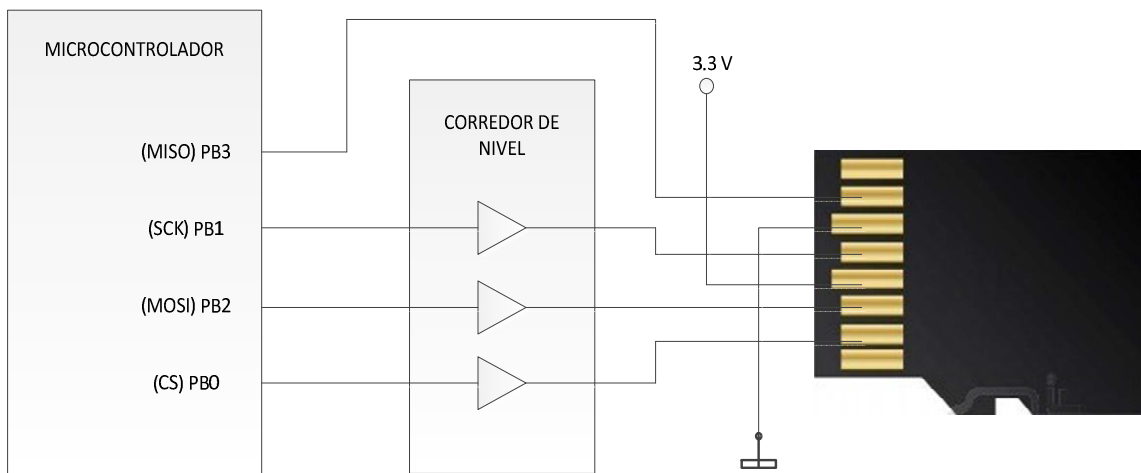 MICROCONTROLADOR
(MISO) PB3
(SCK) PB1
(MOSI) PB2
(CS) PB0
CORREDOR DE
NIVEL
3.3 V